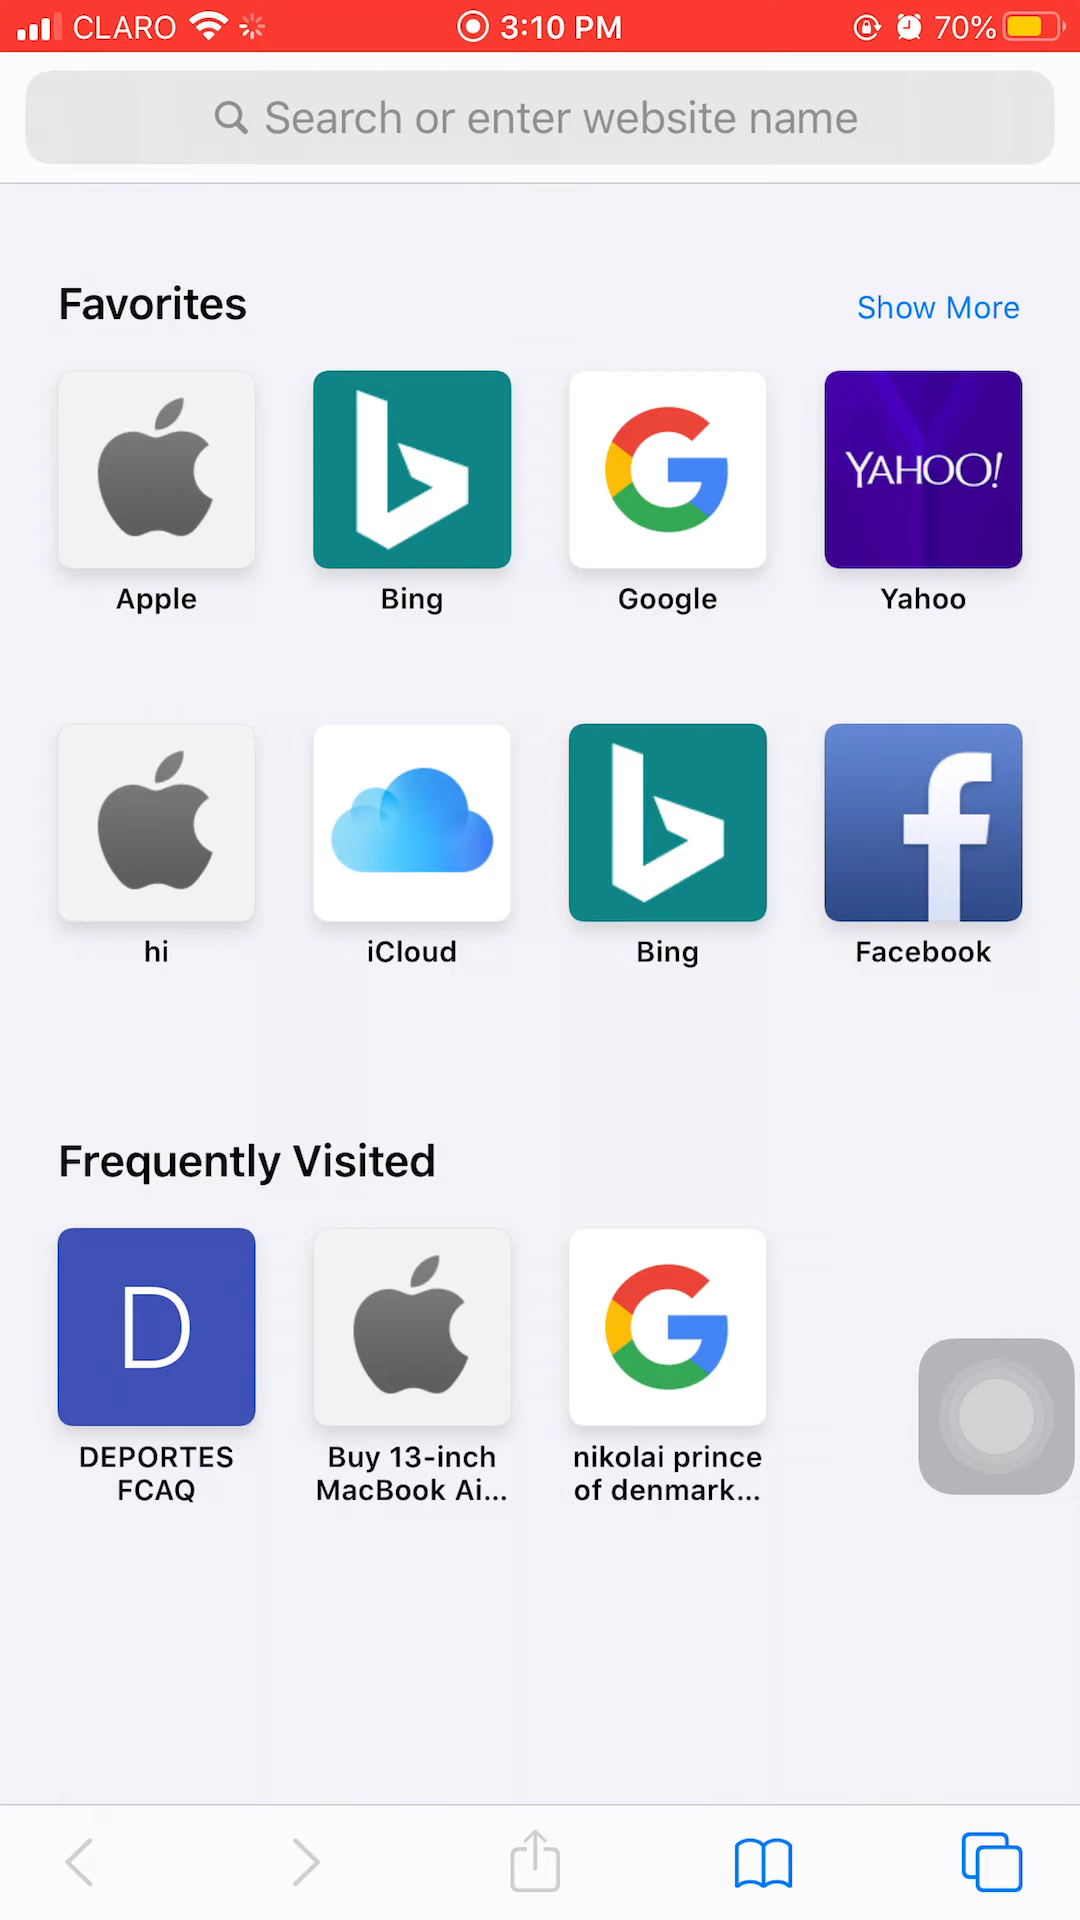 CLARO 3:10 PM 70%
Search or enter website name
Favorites Show More
YAHOO!
Apple Bing Google Yahoo
hi iCloud Bing Facebook
Frequently Visited
D
DEPORTES FCAQ
Buy 13-inch MacBook Ai...
nikolai prince of denmark...